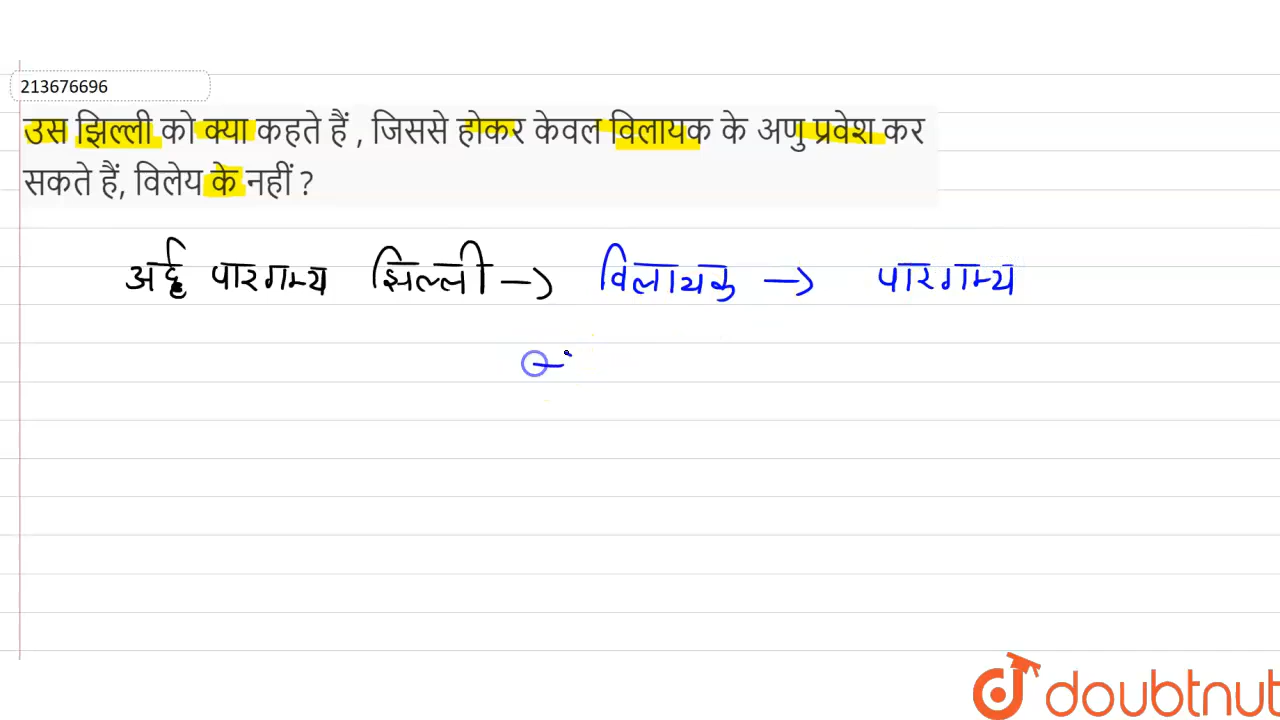 213676696
उस झिल्ली को क्या कहते हैं , जिससे होकर केवल विलायक के अणु प्रवेश कर
सकते हैं, विलेय के नहीं ?
अर्द्ध पारगम्य झिल्ली → विलायक → पारगम्य
doubtnut